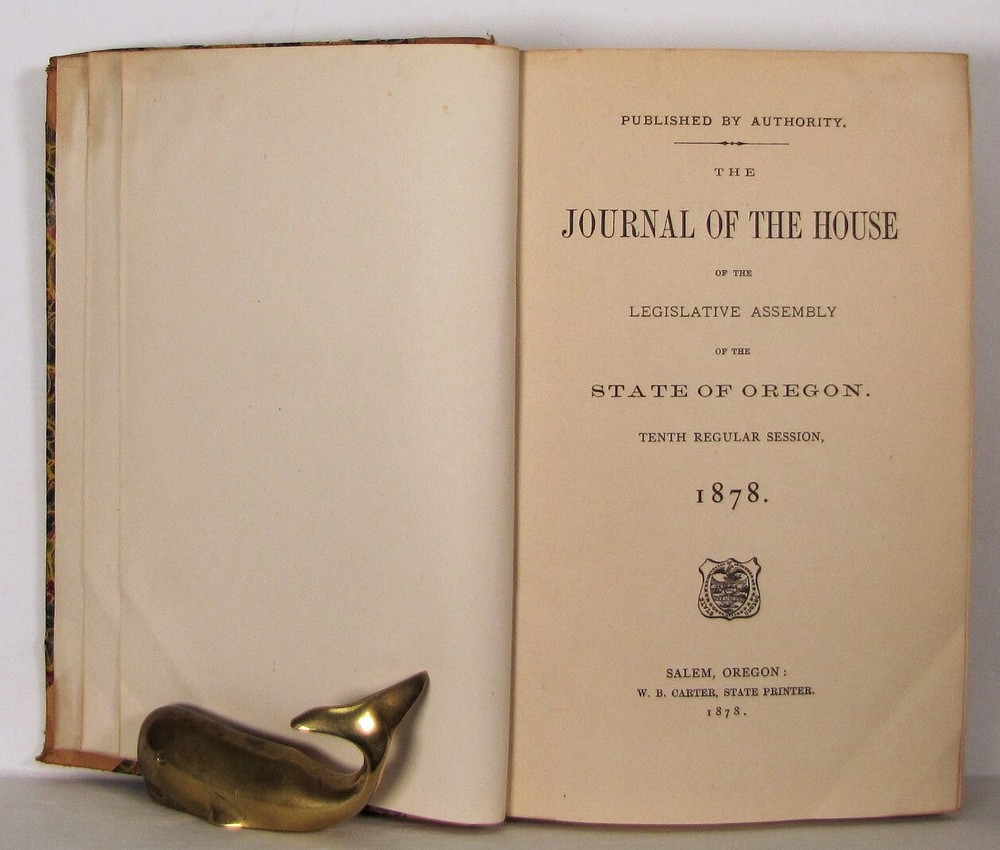 PUBLISHED BY AUTHORITY.
THE
JOURNAL OF THE HOUSE
OF THE
LEGISLATIVE ASSEMBLY
OF THE
STATE OF OREGON.
TENTH REGULAR SESSION,
1878.
SALEM, OREGON:
W. B. CARTER, STATE PRINTER.
1878.